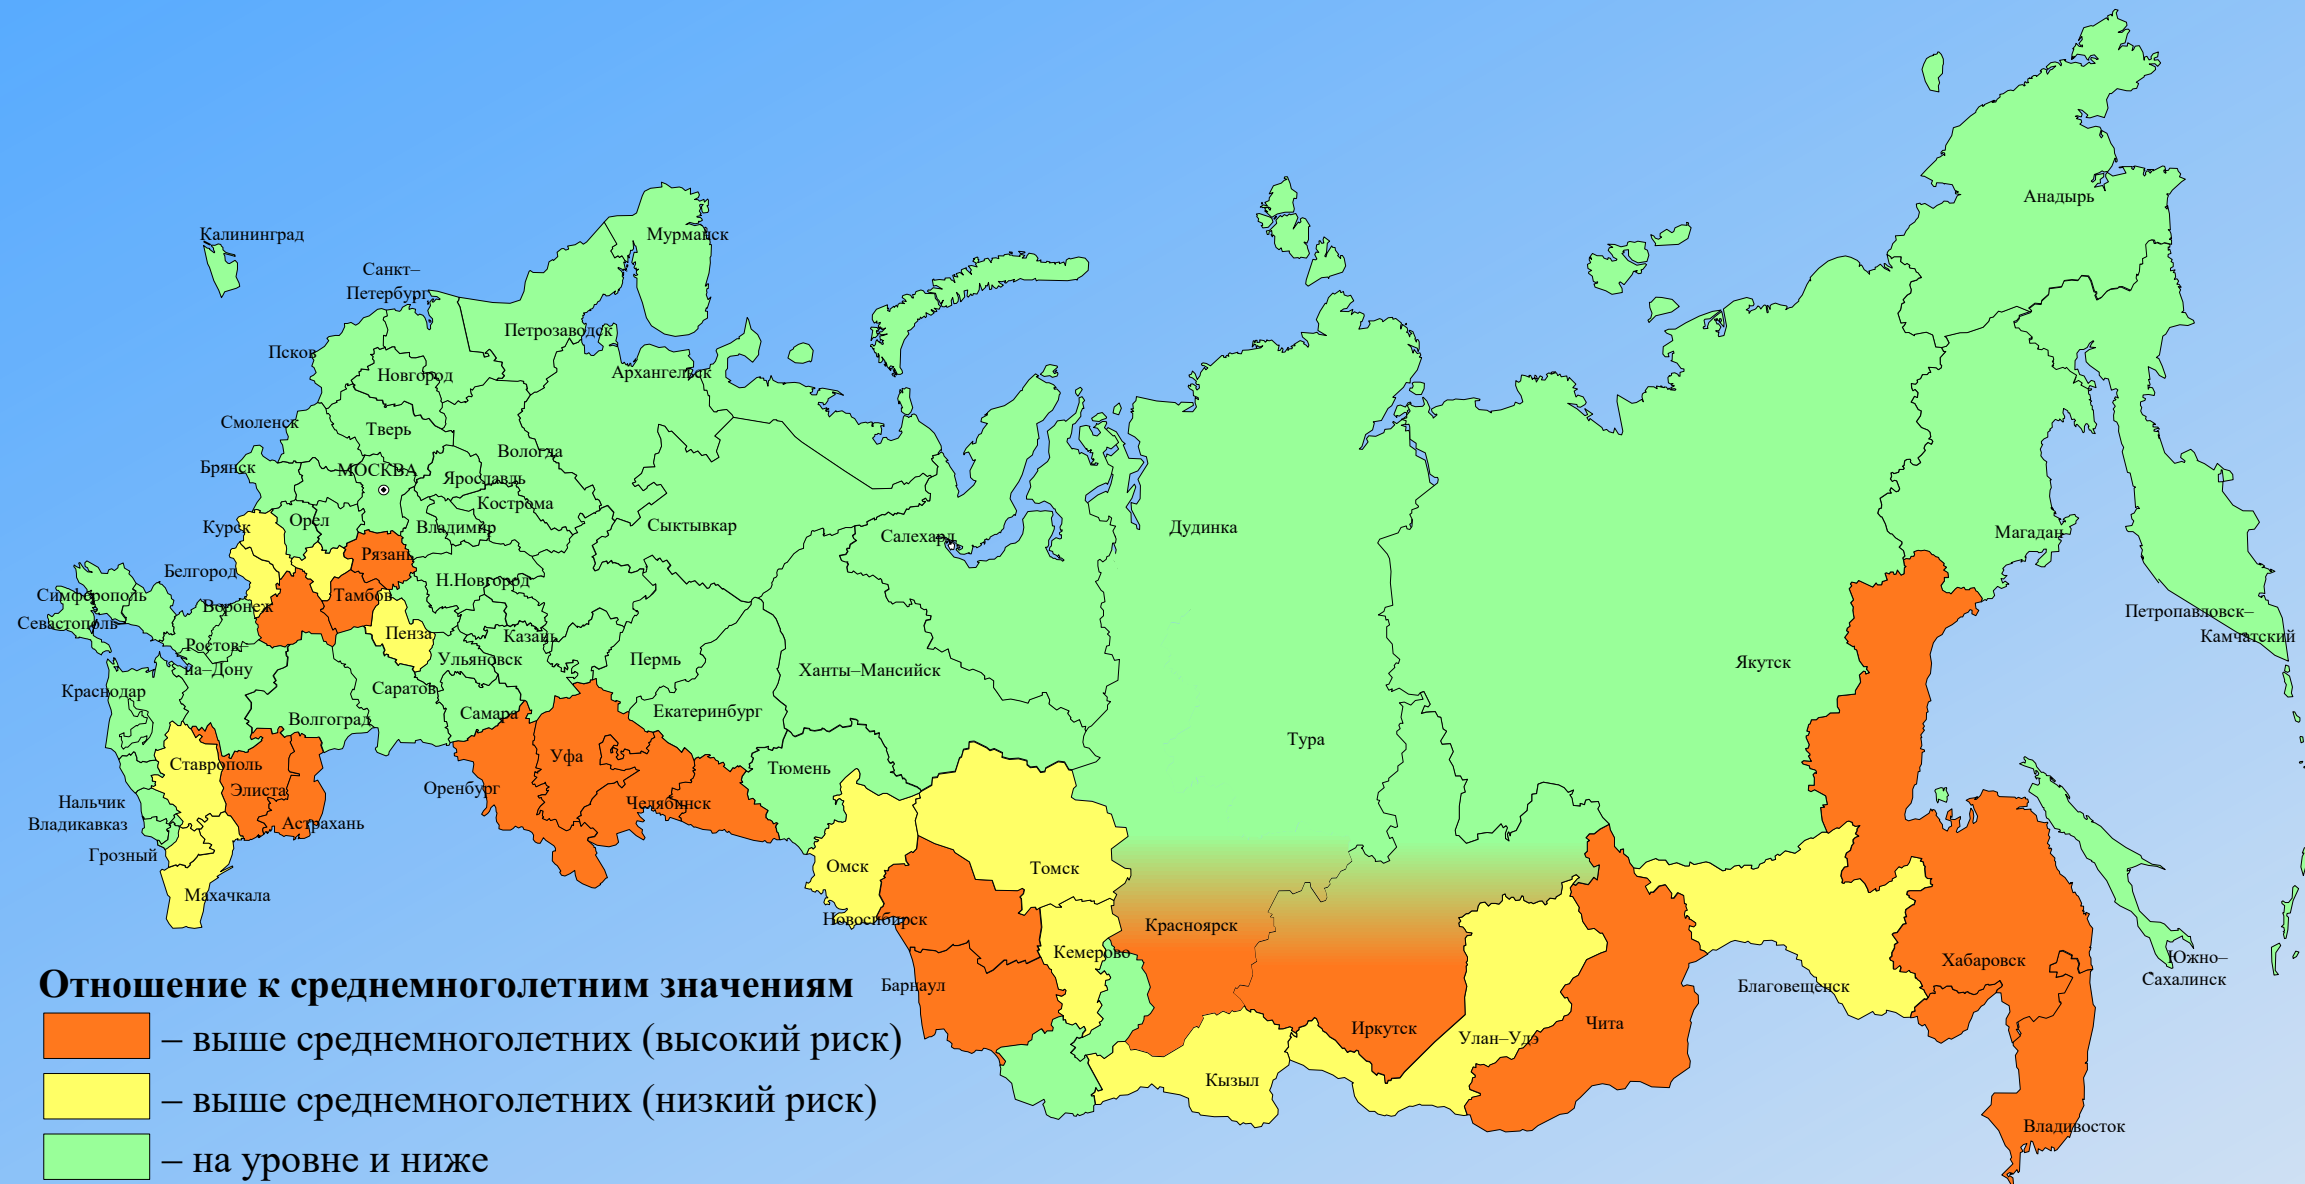 Анадырь
Калининград
Мурманск
Санкт–
Петербург
Петрозаводск
Псков
Новгород
Архангельск
Смоленск
Тверь
Вологда
Брянск
МОСКВА
Ярославль
Кострома
Курск
Орел
Владимир
Сыктывкар
Салехард
Дудинка
Магадан
Рязань
Белгород
Н.Новгород
Симферополь
Воронеж
Тамбов
Севастополь
Пенза
Казань
Петропавловск–
Камчатский
Ростов–
на–Дону
Ульяновск
Пермь
Ханты–Мансийск
Якутск
Краснодар
Саратов
Волгоград
Самара
Екатеринбург
Тура
Ставрополь
Уфа
Тюмень
Элиста
Оренбург
Челябинск
Нальчик
Владикавказ
Астрахань
Грозный
Омск
Томск
Махачкала
Новосибирск
Красноярск
Кемерово
Хабаровск
Южно–
Сахалинск
Барнаул
Благовещенск
Иркутск
Улан–Удэ
Чита
Кызыл
Владивосток
Отношение к среднемноголетним значениям
– выше среднемноголетних (высокий риск)
– выше среднемноголетних (низкий риск)
– на уровне и ниже